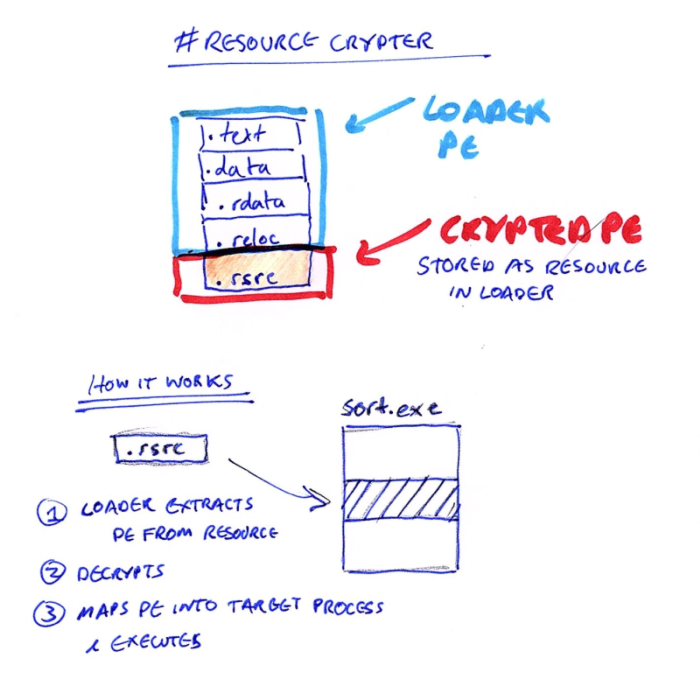 # RESOURCE CRYPTER
.text
.data
.rdata
.reloc
.rsrc
LOADER
PE
CRYPTED PE
STORED AS RESOURCE
IN LOADER
HOW IT WORKS
.rsrc
sort.exe
① LOADER EXTRACTS
PE FROM RESOURCE
② DECRYPTS
③ MAPS PE INTO TARGET PROCESS
& EXECUTES